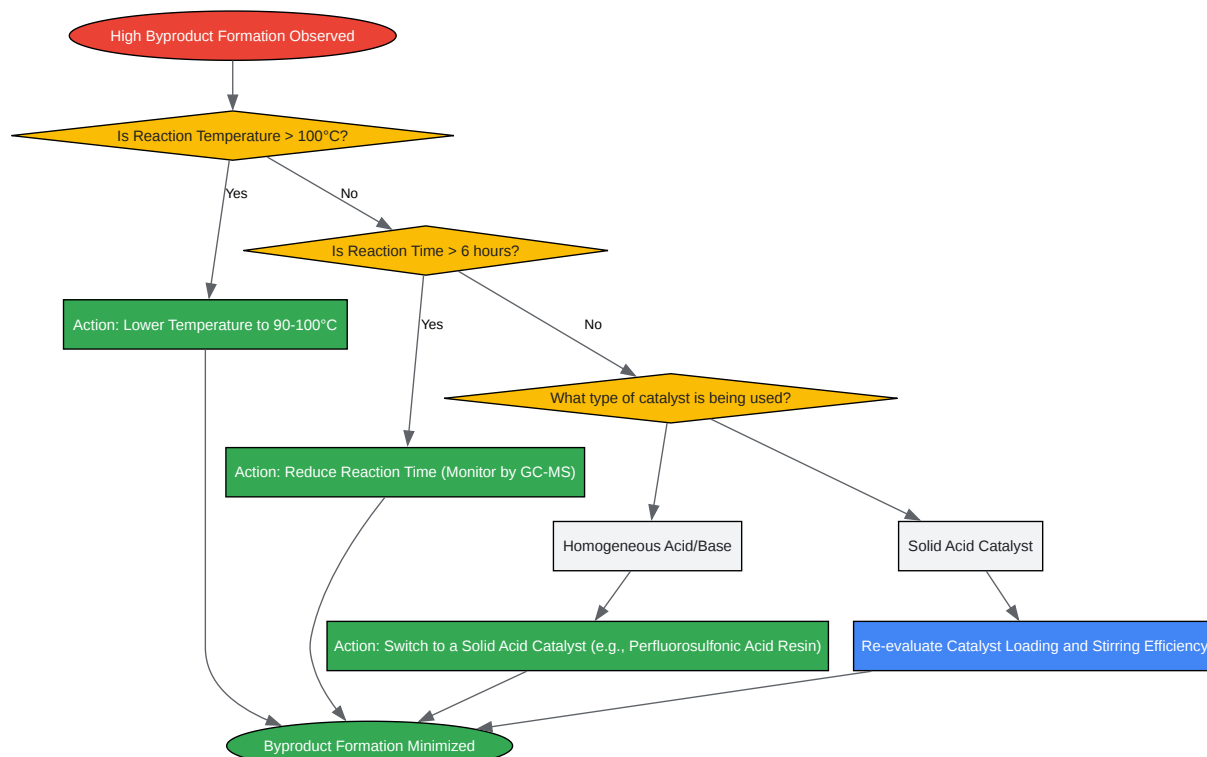 High Byproduct Formation Observed
Is Reaction Temperature > 100°C?
Yes
No
Is Reaction Time > 6 hours?
Action: Lower Temperature to 90-100°C
Yes
No
What type of catalyst is being used?
Action: Reduce Reaction Time (Monitor by GC-MS)
Homogeneous Acid/Base
Solid Acid Catalyst
Action: Switch to a Solid Acid Catalyst (e.g., Perfluorosulfonic Acid Resin)
Re-evaluate Catalyst Loading and Stirring Efficiency
Byproduct Formation Minimized